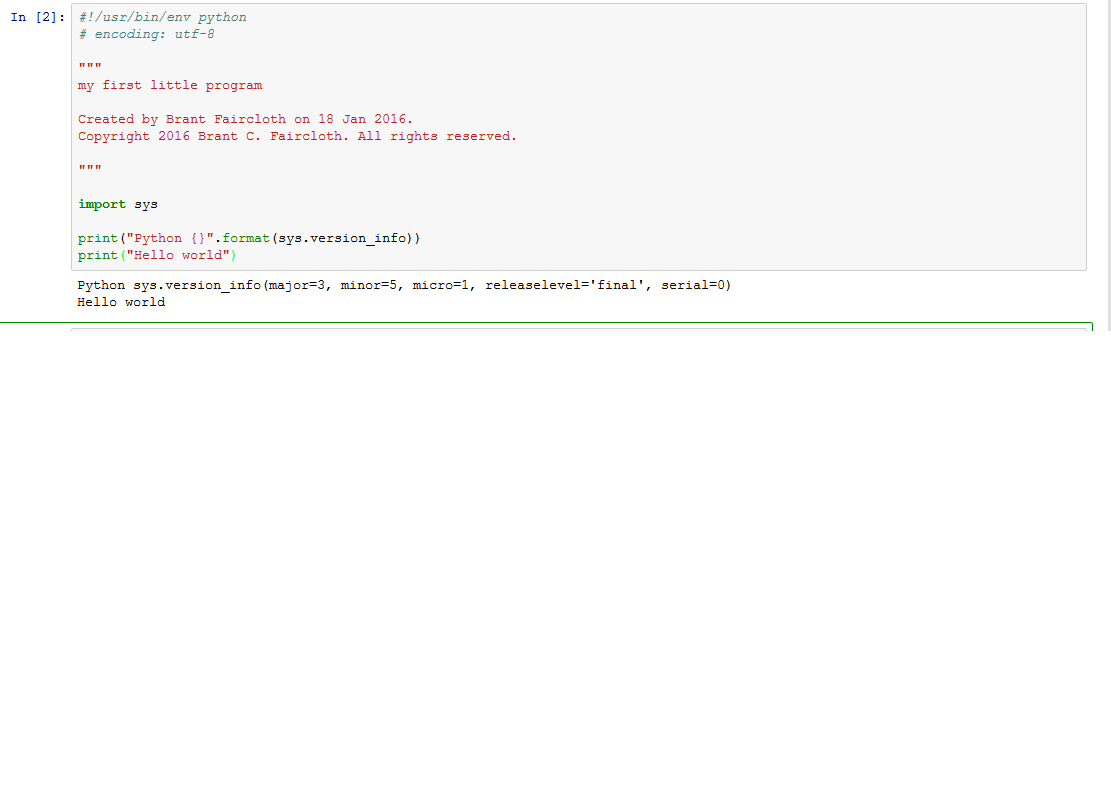 In [2]:
#!/usr/bin/env python
# encoding: utf-8
"""
my first little program
Created by Brant Faircloth on 18 Jan 2016.
Copyright 2016 Brant C. Faircloth. All rights reserved.
"""
import sys
print("Python {}".format(sys.version_info))
print("Hello world")
Python sys.version_info(major=3, minor=5, micro=1, releaselevel='final', serial=0)
Hello world